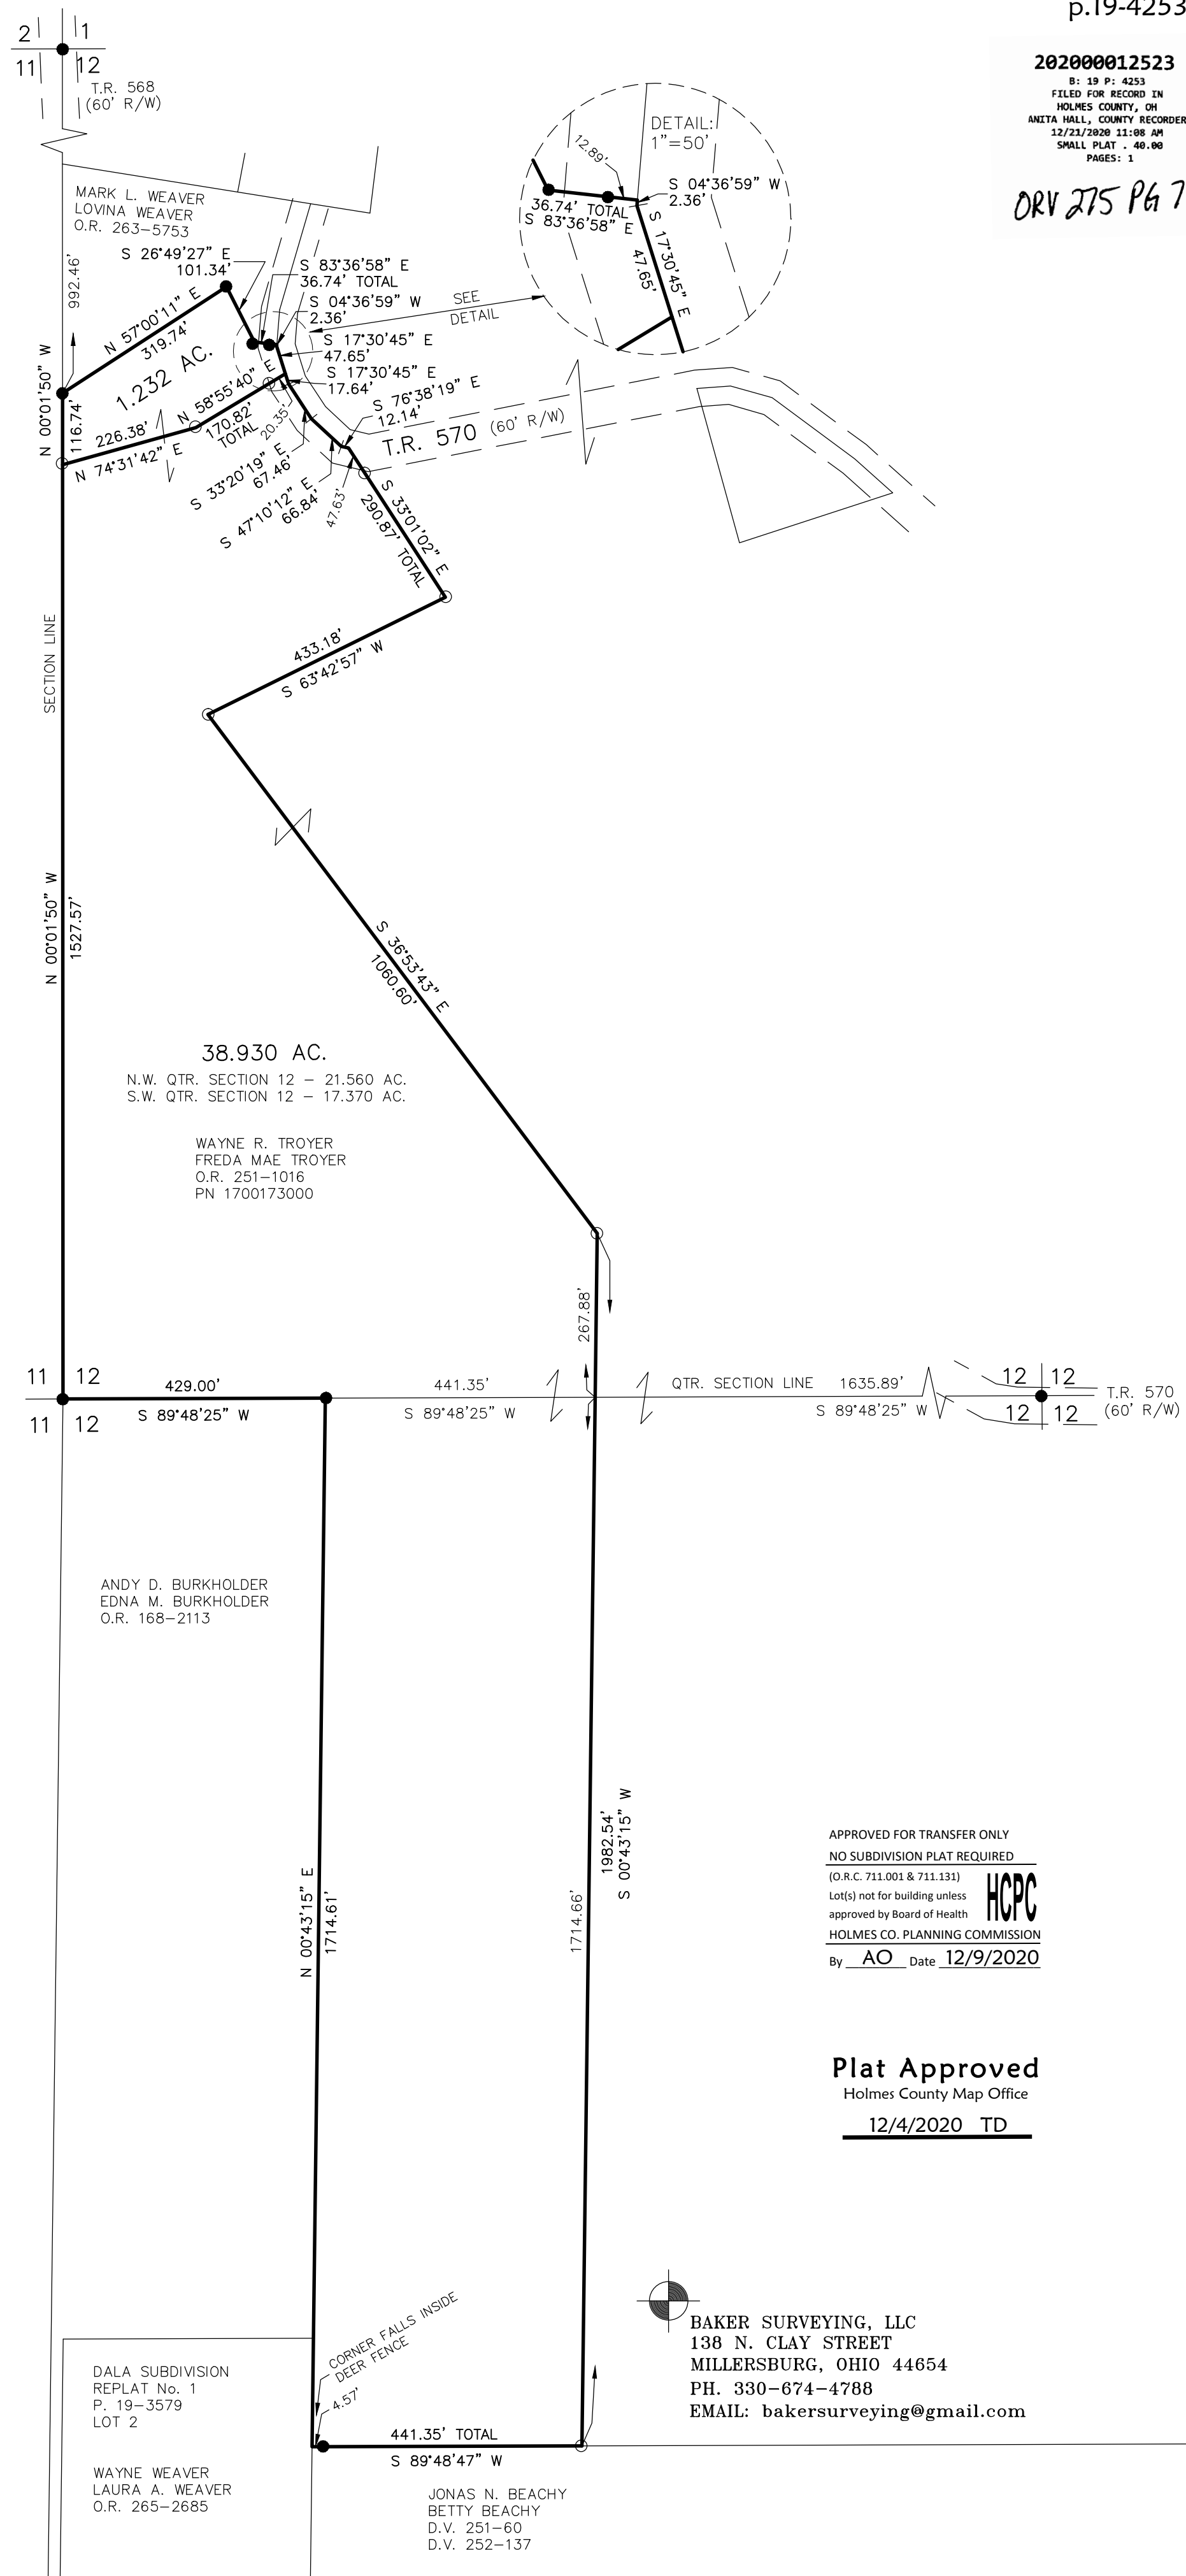 p.19-4253
202000012523
B: 19 P: 4253
FILED FOR RECORD IN
HOLMES COUNTY, OH
ANITA HALL, COUNTY RECORDER
12/21/2020 11:08 AM
SMALL PLAT . 40.00
PAGES: 1
ORV 275 PG 7
2 1
11 12
T.R. 568
(60' R/W)
DETAIL:
1"=50'
12.89'
S 04°36'59" W
2.36'
36.74' TOTAL
S 83°36'58" E
S 17°30'45" E
47.65'
MARK L. WEAVER
LOVINA WEAVER
O.R. 263-5753
992.46'
S 26°49'27" E
101.34'
S 83°36'58" E
36.74' TOTAL
S 04°36'59" W
2.36'
SEE
DETAIL
S 17°30'45" E
47.65'
S 17°30'45" E
17.64'
N 57°00'11" E
319.74'
1.232 AC.
N 00°01'50" W
116.74'
226.38'
N 74°31'42" E
N 58°55'40" E
170.82'
TOTAL
20.35'
S 76°38'19" E
12.14'
T.R. 570 (60' R/W)
S 33°20'19" E
67.46'
S 47°10'12" E
66.84'
47.63'
S 33°01'02" E
290.87' TOTAL
433.18'
S 63°42'57" W
SECTION LINE
N 00°01'50" W
1527.57'
S 36°53'43" E
1060.60'
38.930 AC.
N.W. QTR. SECTION 12 - 21.560 AC.
S.W. QTR. SECTION 12 - 17.370 AC.
WAYNE R. TROYER
FREDA MAE TROYER
O.R. 251-1016
PN 1700173000
267.88'
11 12
11 12
429.00'
S 89°48'25" W
441.35'
S 89°48'25" W
QTR. SECTION LINE 1635.89'
S 89°48'25" W
12 12
12 12
T.R. 570
(60' R/W)
ANDY D. BURKHOLDER
EDNA M. BURKHOLDER
O.R. 168-2113
N 00°43'15" E
1714.61'
1714.66'
1982.54'
S 00°43'15" W
APPROVED FOR TRANSFER ONLY
NO SUBDIVISION PLAT REQUIRED
(O.R.C. 711.001 & 711.131)
Lot(s) not for building unless
approved by Board of Health
HCPC
HOLMES CO. PLANNING COMMISSION
By AO Date 12/9/2020
Plat Approved
Holmes County Map Office
12/4/2020 TD
BAKER SURVEYING, LLC
138 N. CLAY STREET
MILLERSBURG, OHIO 44654
PH. 330-674-4788
EMAIL: bakersurveying@gmail.com
CORNER FALLS INSIDE
DEER FENCE
4.57'
DALA SUBDIVISION
REPLAT No. 1
P. 19-3579
LOT 2
441.35' TOTAL
S 89°48'47" W
WAYNE WEAVER
LAURA A. WEAVER
O.R. 265-2685
JONAS N. BEACHY
BETTY BEACHY
D.V. 251-60
D.V. 252-137